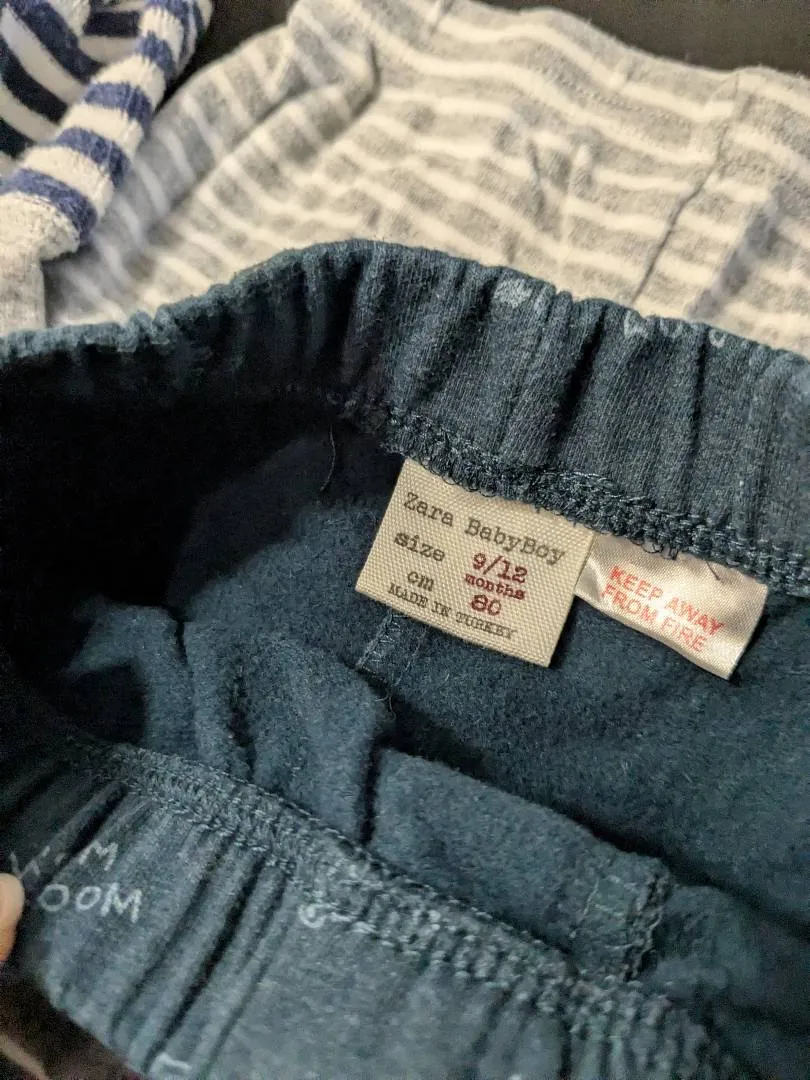 Zara BabyBoy
size 9/12
months
cm 80
MADE IN TURKEY
KEEP AWAY
FROM FIRE
OOM